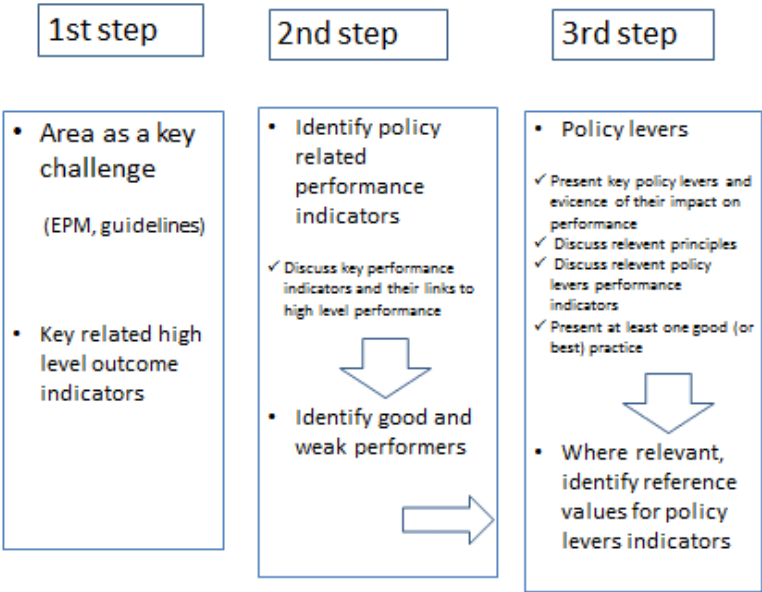 1st step
2nd step
3rd step
• Area as a key
challenge
(EPM, guidelines)
• Key related high
level outcome
indicators
• Identify policy
related
performance
indicators
✓ Discuss key performance
indicators and their links to
high level performance
• Identify good and
weak performers
• Policy levers
✓ Present key policy levers and
evicence of their impact on
performance
✓ Discuss relevent principles
✓ Discuss relevent policy
levers performance
indicators
✓ Present at least one good (or
best) practice
• Where relevant,
identify reference
values for policy
levers indicators